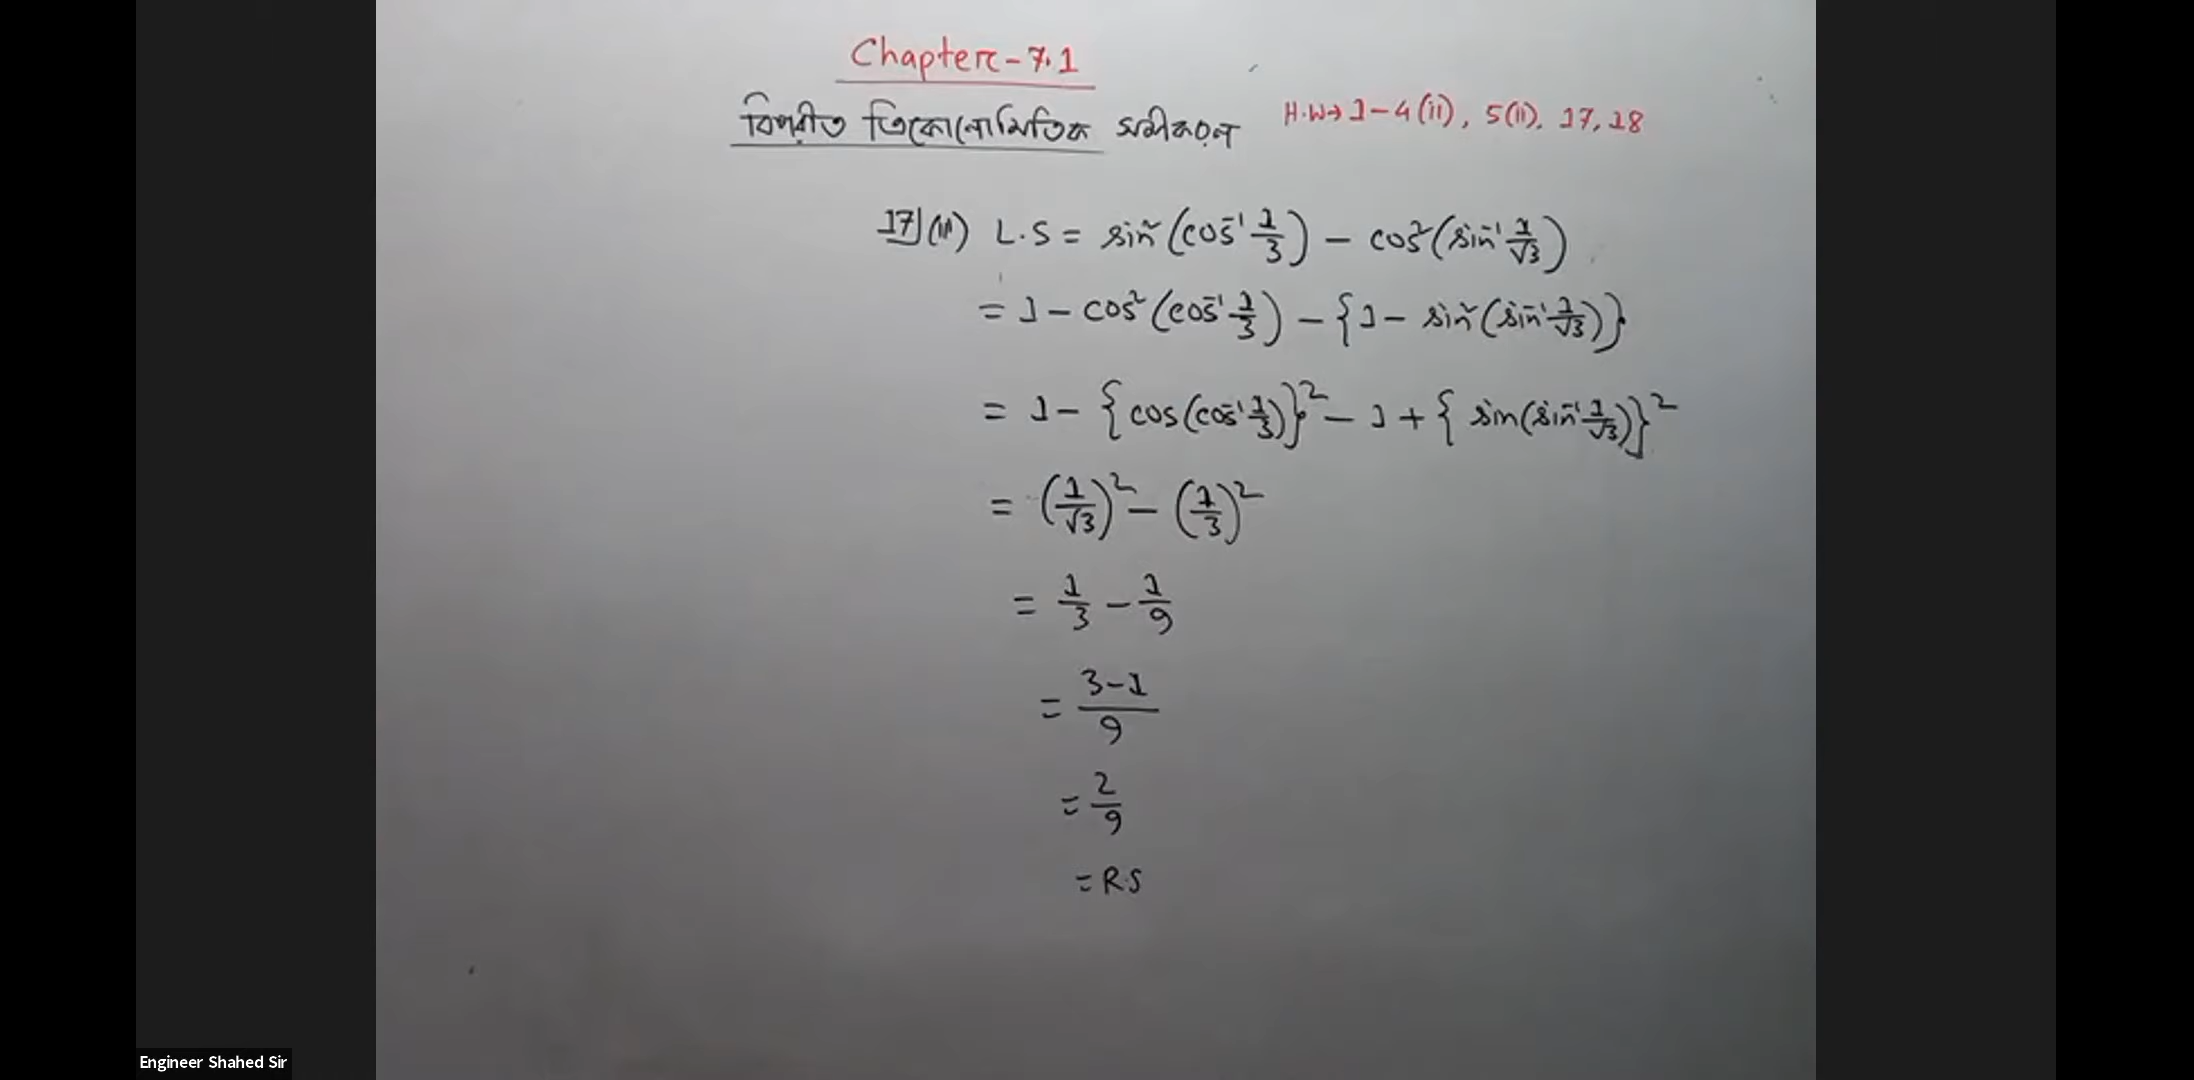 Chapter-7.1
বিপরীত ত্রিকোনোমিতিক সমীকরণ
H.W→ 1-4(ii), 5(ii), 17, 18
17|(ii) L.S = sin²(cos⁻¹ 1/3) - cos²(sin⁻¹ 1/√3)
= 1 - cos²(cos⁻¹ 1/3) - {1 - sin²(sin⁻¹ 1/√3)}
= 1 - {cos(cos⁻¹ 1/3)}² - 1 + {sin(sin⁻¹ 1/√3)}²
= (1/√3)² - (1/3)²
= 1/3 - 1/9
= 3-1/9
= 2/9
= R.S
Engineer Shahed Sir